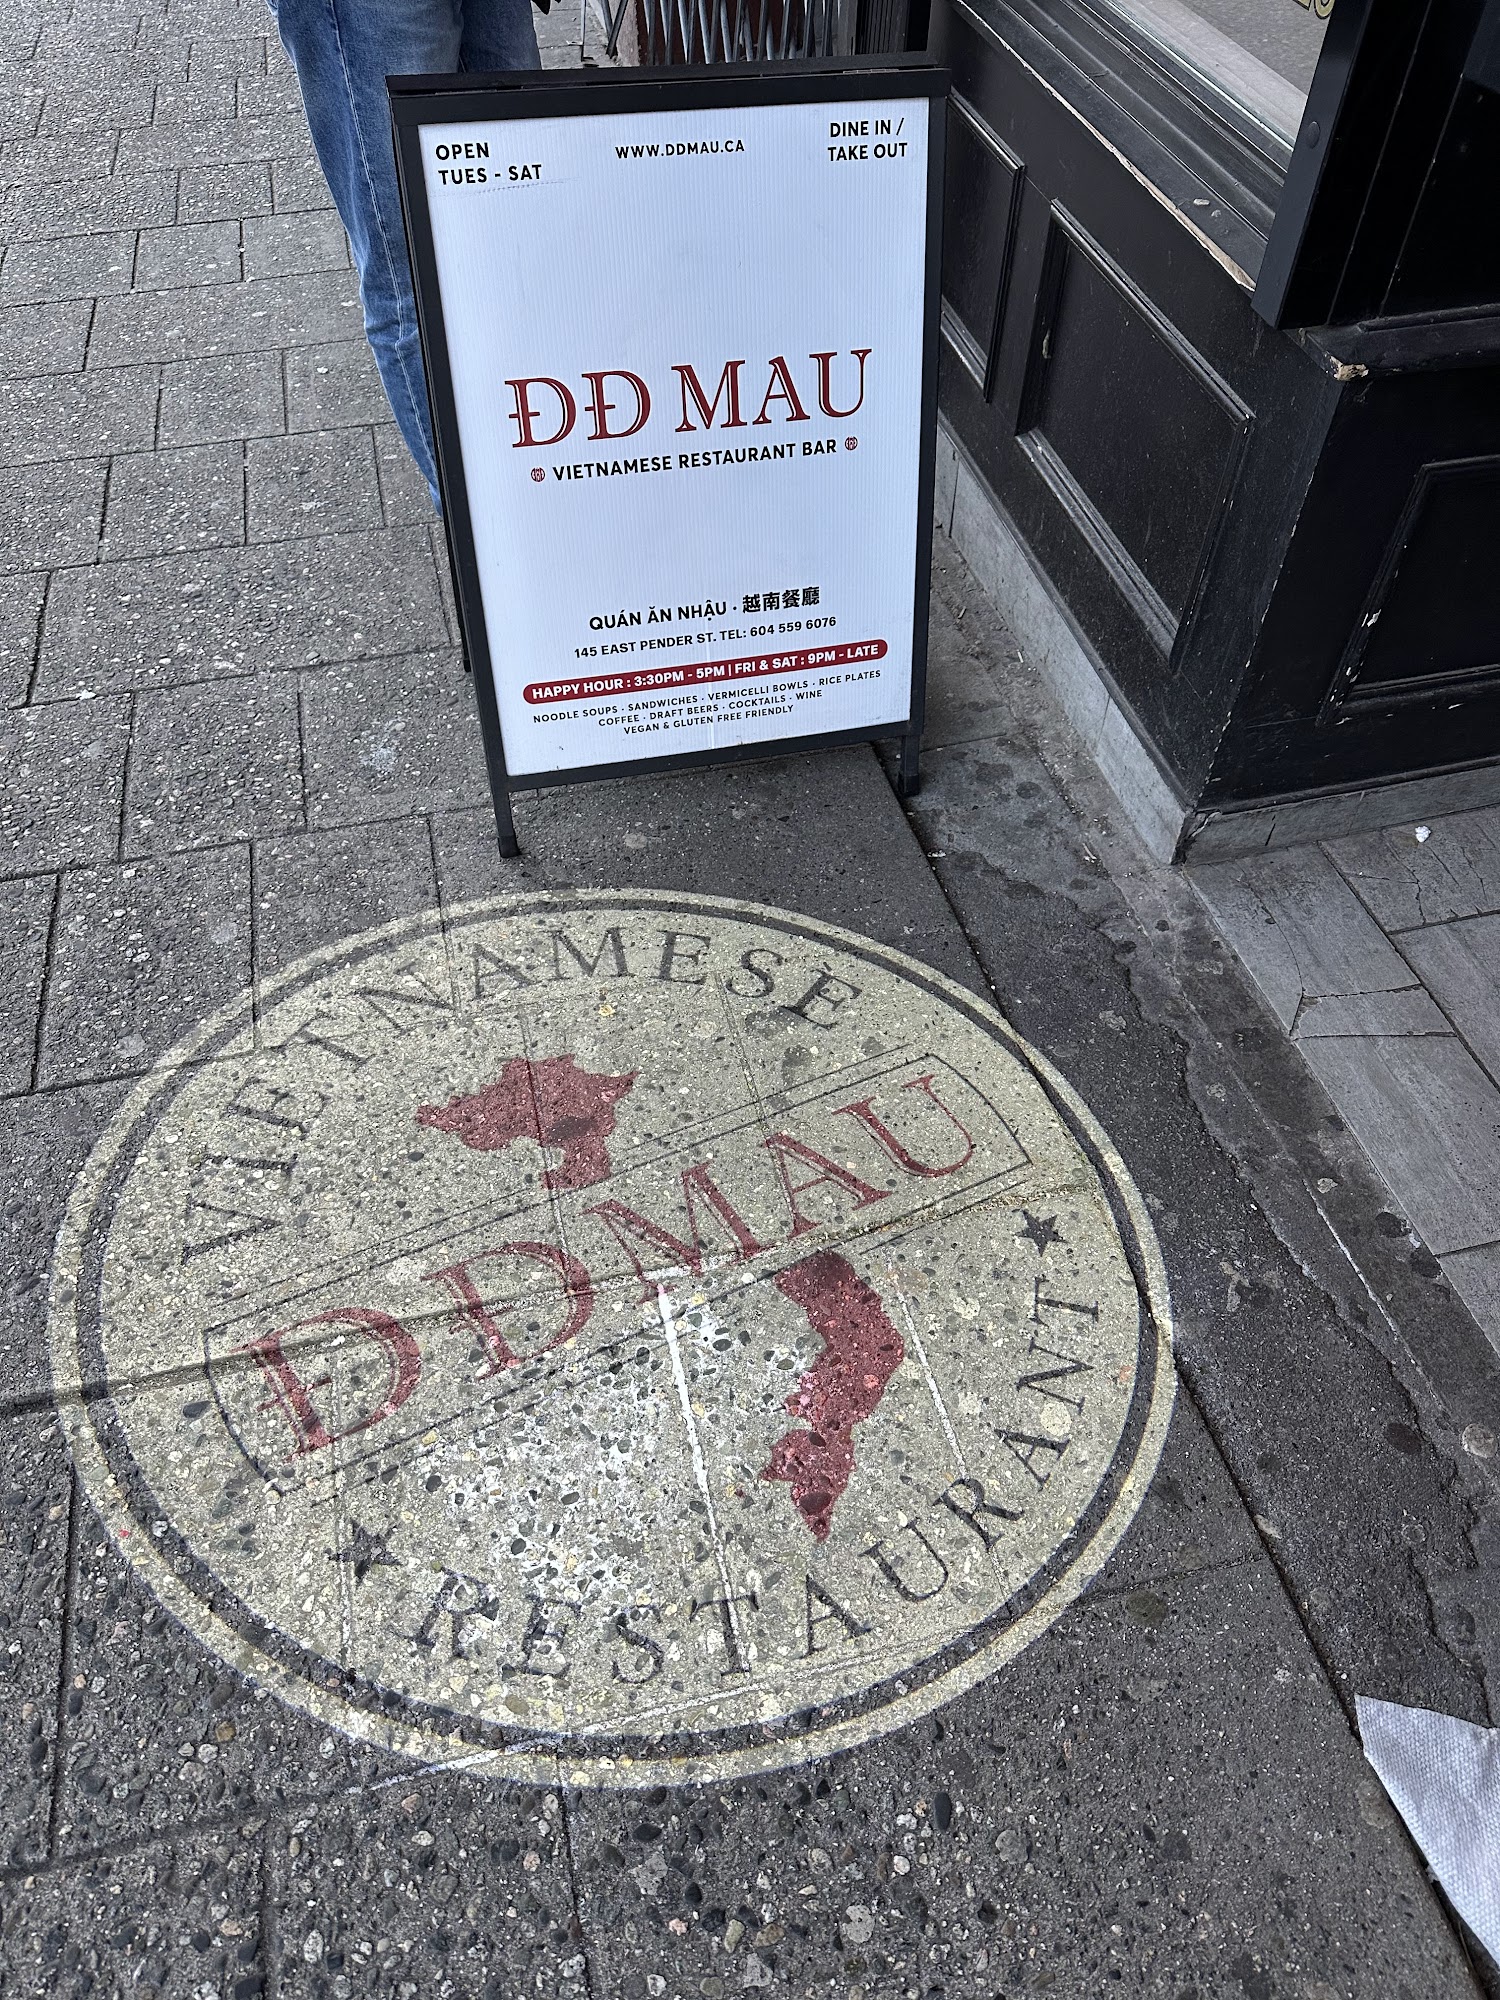 OPEN
TUES - SAT
WWW.DDMAU.CA
DINE IN /
TAKE OUT
ĐĐ MAU
VIETNAMESE RESTAURANT BAR
QUÁN ĂN NHẬU · 越南餐廳
145 EAST PENDER ST. TEL: 604 559 6076
HAPPY HOUR : 3:30PM - 5PM | FRI & SAT : 9PM - LATE
NOODLE SOUPS · SANDWICHES · VERMICELLI BOWLS · RICE PLATES
COFFEE · DRAFT BEERS · COCKTAILS · WINE
VEGAN & GLUTEN FREE FRIENDLY
VIETNAMESE
ĐĐ MAU
RESTAURANT